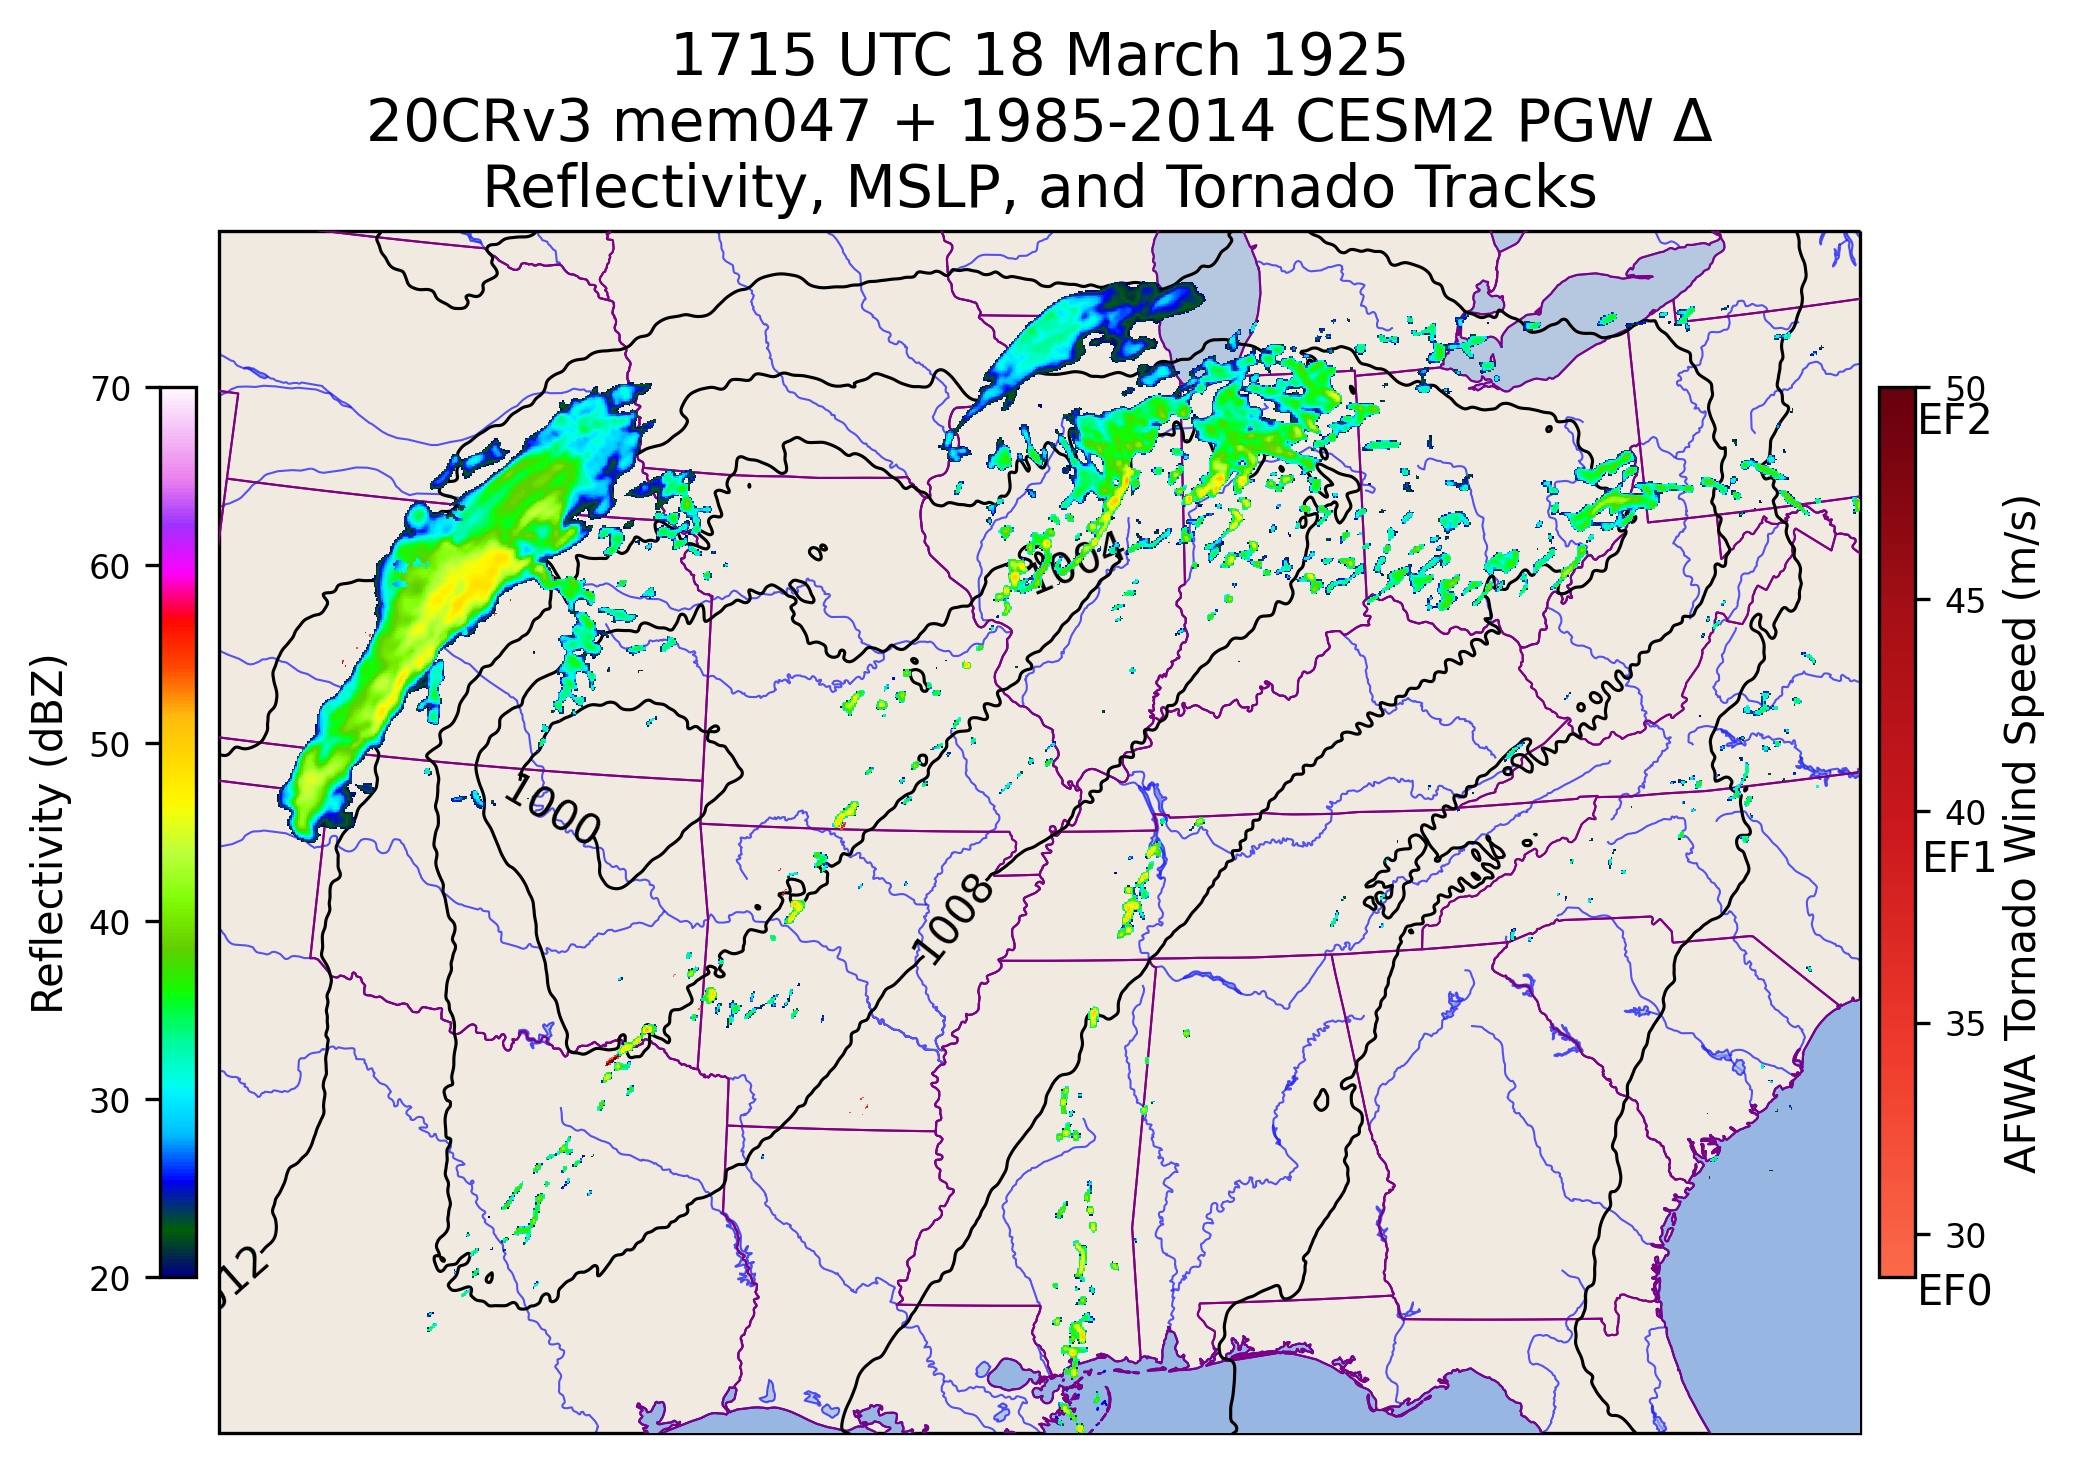 1715 UTC 18 March 1925
20CRv3 mem047 + 1985-2014 CESM2 PGW Δ
Reflectivity, MSLP, and Tornado Tracks
70
60
50
40
30
20
Reflectivity (dBZ)
1004
1000
1008
012
50
EF2
45
40
EF1
35
30
EF0
AFWA Tornado Wind Speed (m/s)